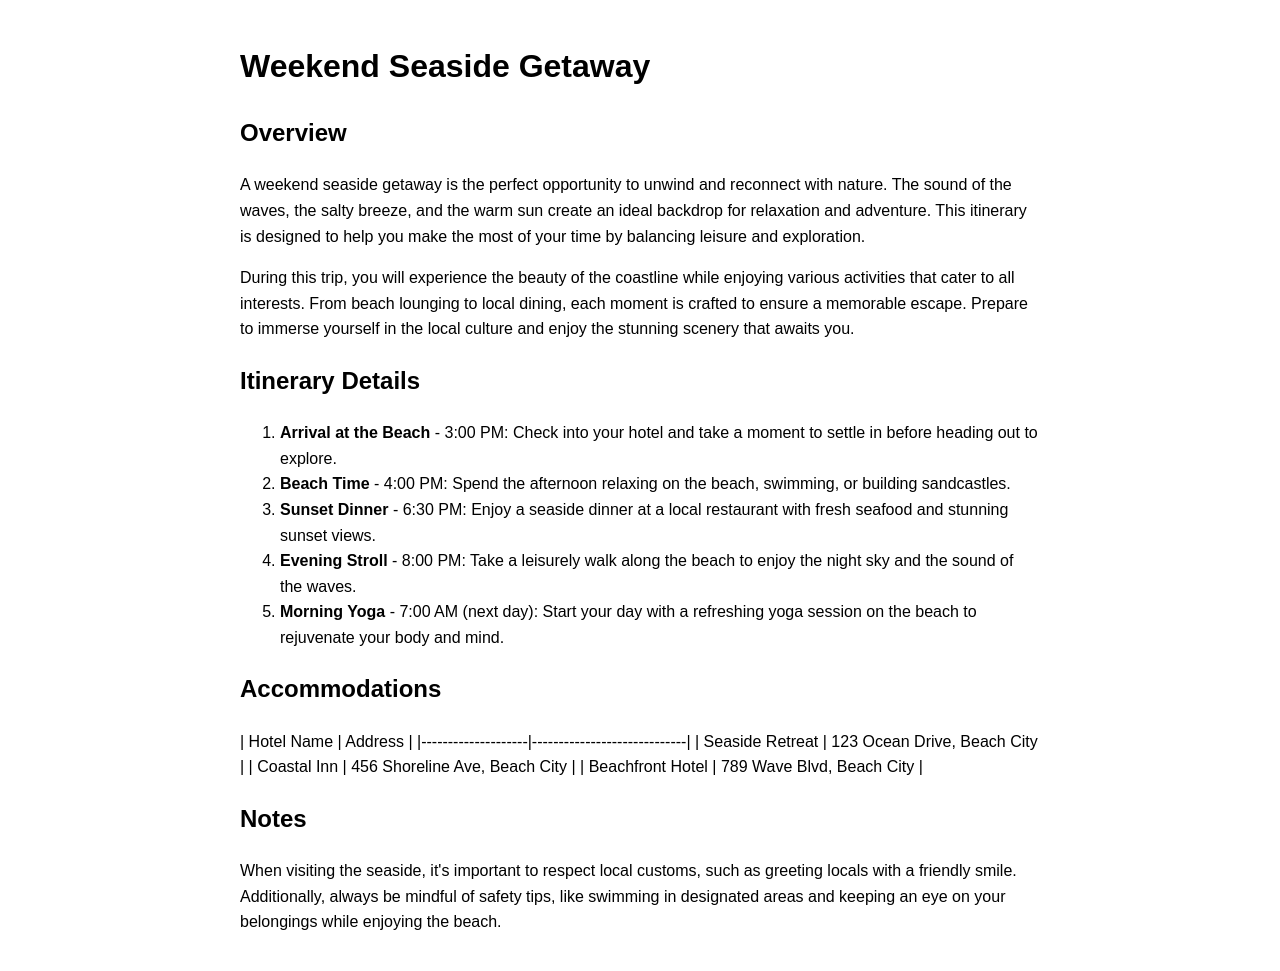 Weekend Seaside Getaway
Overview
A weekend seaside getaway is the perfect opportunity to unwind and reconnect with nature. The sound of the
waves, the salty breeze, and the warm sun create an ideal backdrop for relaxation and adventure. This itinerary
is designed to help you make the most of your time by balancing leisure and exploration.
During this trip, you will experience the beauty of the coastline while enjoying various activities that cater to all
interests. From beach lounging to local dining, each moment is crafted to ensure a memorable escape. Prepare
to immerse yourself in the local culture and enjoy the stunning scenery that awaits you.
Itinerary Details
1. Arrival at the Beach - 3:00 PM: Check into your hotel and take a moment to settle in before heading out to
explore.
2. Beach Time - 4:00 PM: Spend the afternoon relaxing on the beach, swimming, or building sandcastles.
3. Sunset Dinner - 6:30 PM: Enjoy a seaside dinner at a local restaurant with fresh seafood and stunning
sunset views.
4. Evening Stroll - 8:00 PM: Take a leisurely walk along the beach to enjoy the night sky and the sound of
the waves.
5. Morning Yoga - 7:00 AM (next day): Start your day with a refreshing yoga session on the beach to
rejuvenate your body and mind.
Accommodations
| Hotel Name | Address | |--------------------|-----------------------------| | Seaside Retreat | 123 Ocean Drive, Beach City
| | Coastal Inn | 456 Shoreline Ave, Beach City | | Beachfront Hotel | 789 Wave Blvd, Beach City |
Notes
When visiting the seaside, it's important to respect local customs, such as greeting locals with a friendly smile.
Additionally, always be mindful of safety tips, like swimming in designated areas and keeping an eye on your
belongings while enjoying the beach.